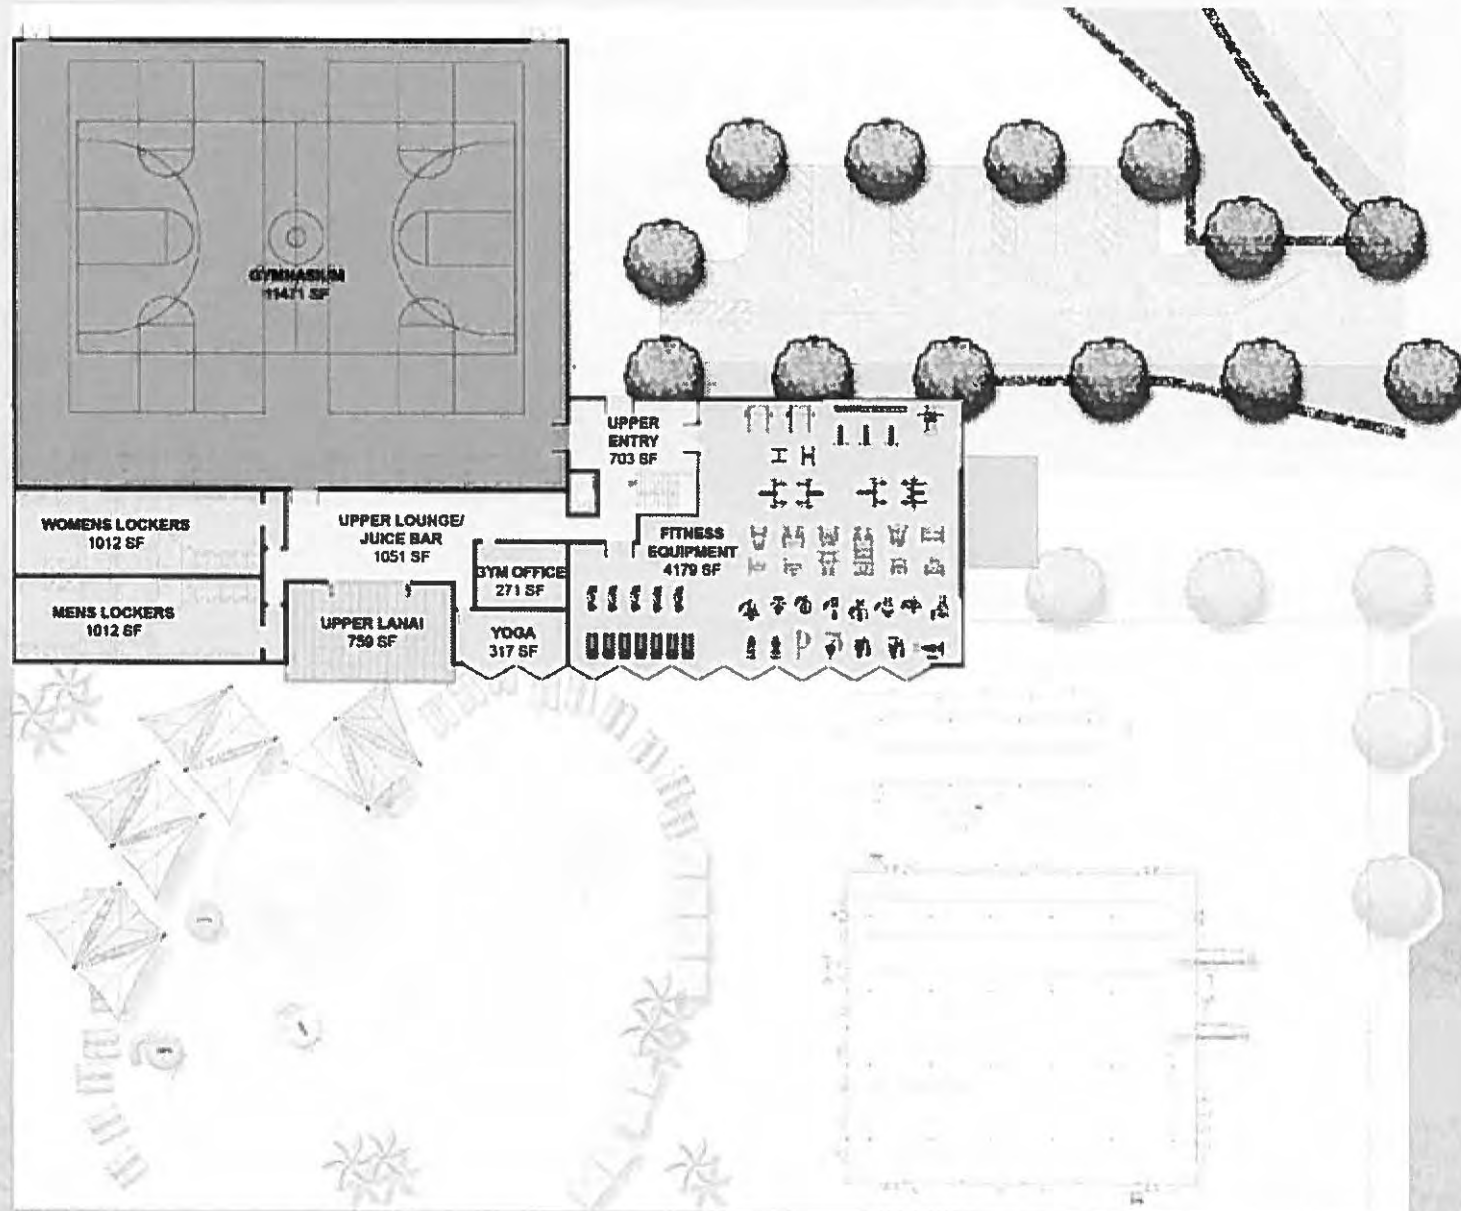 GYMNASIUM
11471 SF
UPPER
ENTRY
703 SF
WOMENS LOCKERS
1012 SF
UPPER LOUNGE/
JUICE BAR
1051 SF
FITNESS
EQUIPMENT
4179 SF
GYM OFFICE
271 SF
MENS LOCKERS
1012 SF
UPPER LANAI
759 SF
YOGA
317 SF